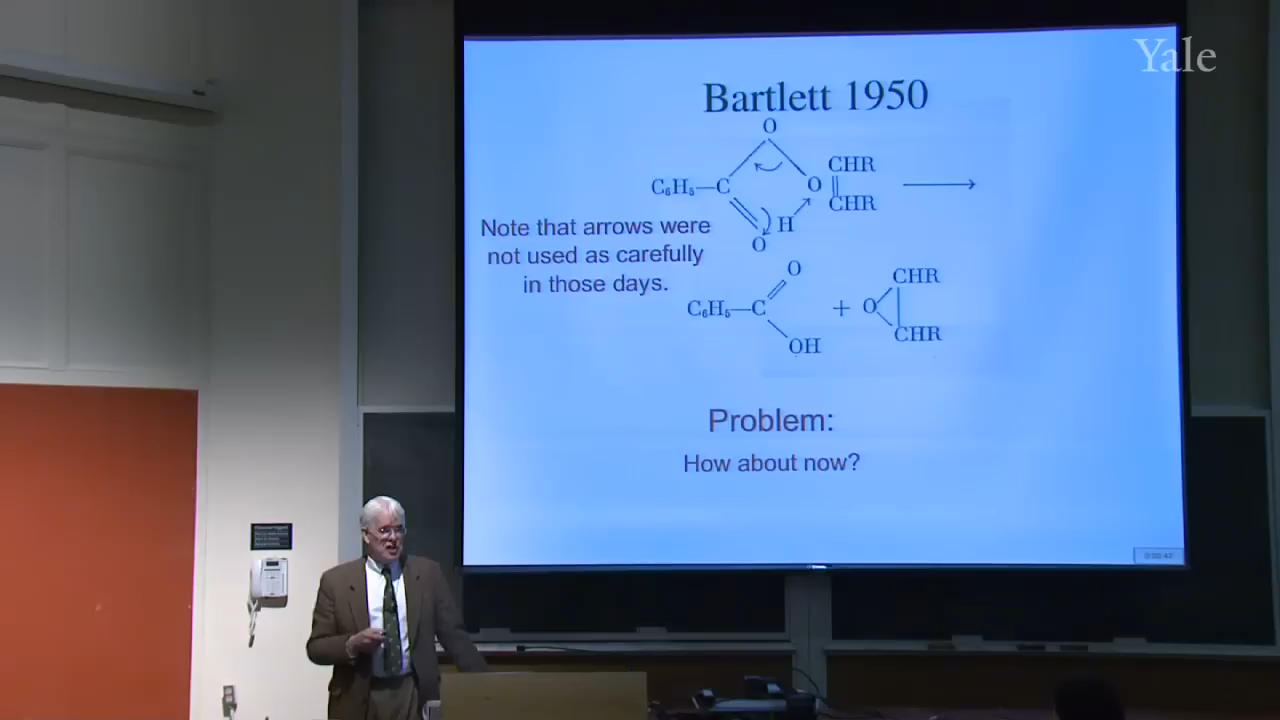 Yale
Bartlett 1950
O
C₆H₅—C
O
CHR
CHR
H
O
Note that arrows were
not used as carefully
in those days.
C₆H₅—C
O
OH
+
O
CHR
CHR
Problem:
How about now?